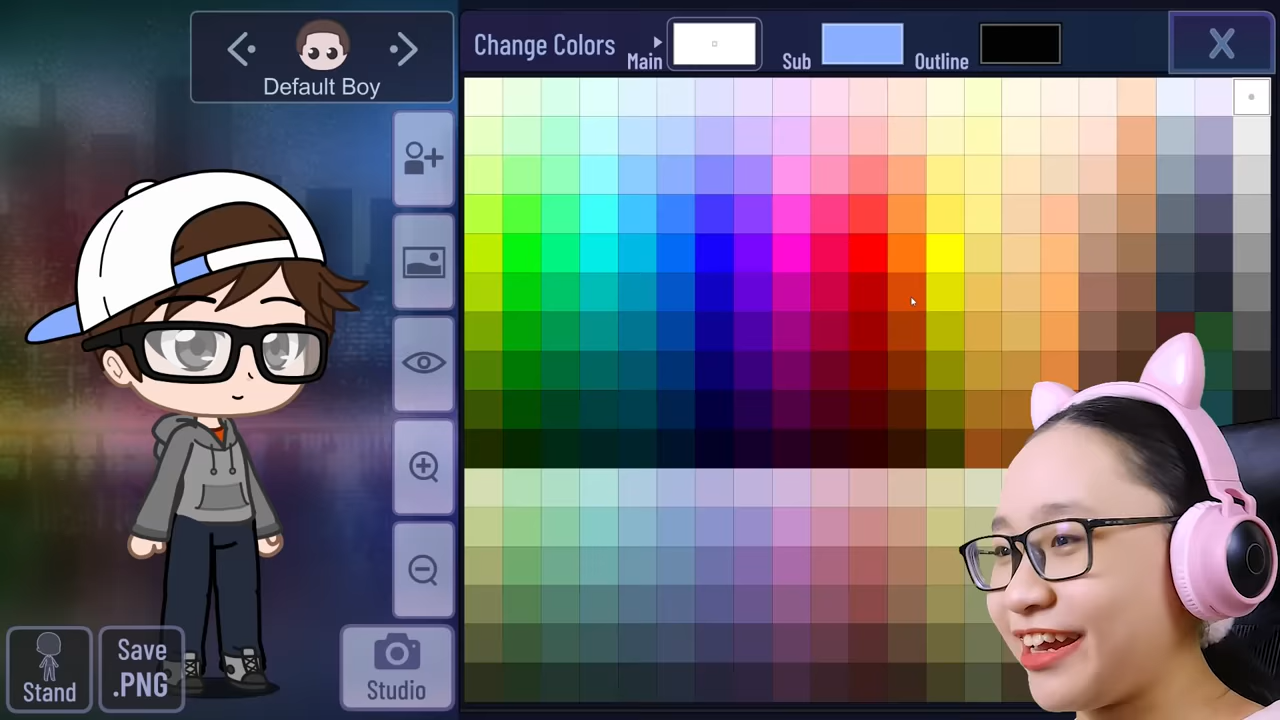 Default Boy
Change Colors
Main
Sub
Outline
X
Stand
Save
.PNG
Studio